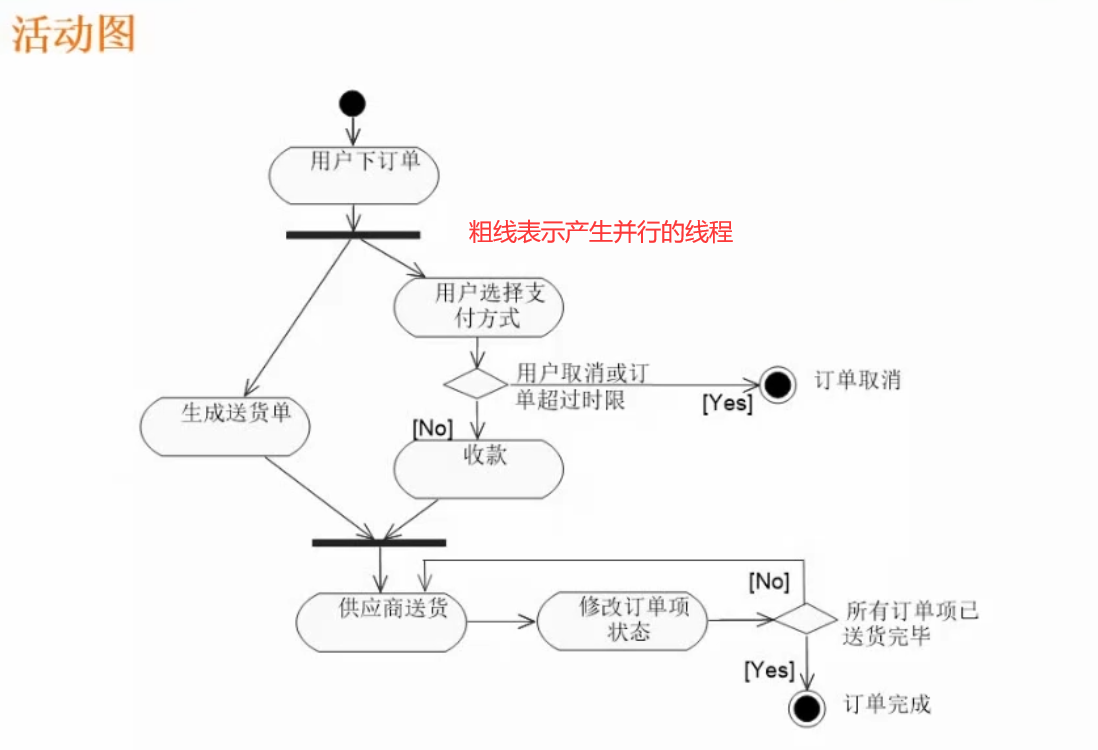 活动图
用户下订单
粗线表示产生并行的线程
用户选择支
付方式
用户取消或订
单超过时限
[Yes]
订单取消
生成送货单
[No]
收款
[No]
供应商送货
修改订单项
状态
所有订单项已
送货完毕
[Yes]
订单完成